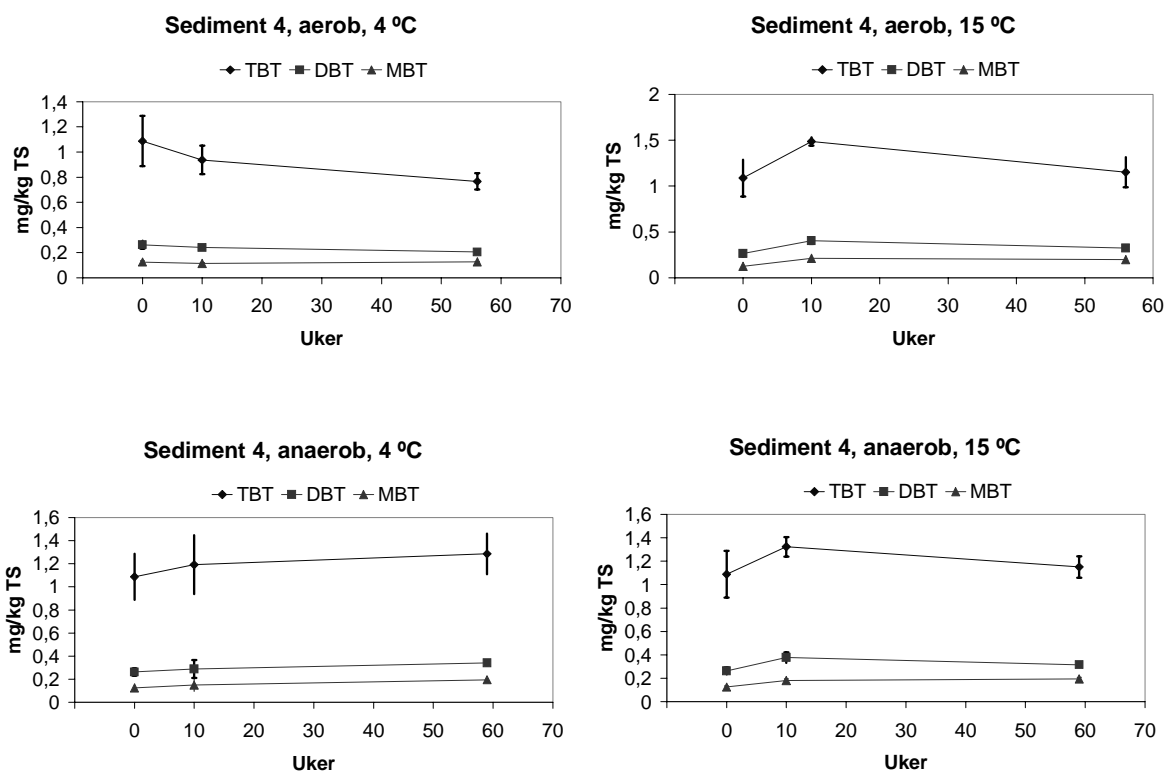 Sediment 4, aerob, 4 ºC
TBT DBT MBT
1,4
1,2
1
0,8
0,6
0,4
0,2
0
mg/kg TS
0 10 20 30 40 50 60 70
Uker
Sediment 4, aerob, 15 ºC
TBT DBT MBT
2
1,5
1
0,5
0
mg/kg TS
0 10 20 30 40 50 60
Uker
Sediment 4, anaerob, 4 ºC
TBT DBT MBT
1,6
1,4
1,2
1
0,8
0,6
0,4
0,2
0
mg/kg TS
0 10 20 30 40 50 60 70
Uker
Sediment 4, anaerob, 15 ºC
TBT DBT MBT
1,6
1,4
1,2
1
0,8
0,6
0,4
0,2
0
mg/kg TS
0 10 20 30 40 50 60 70
Uker